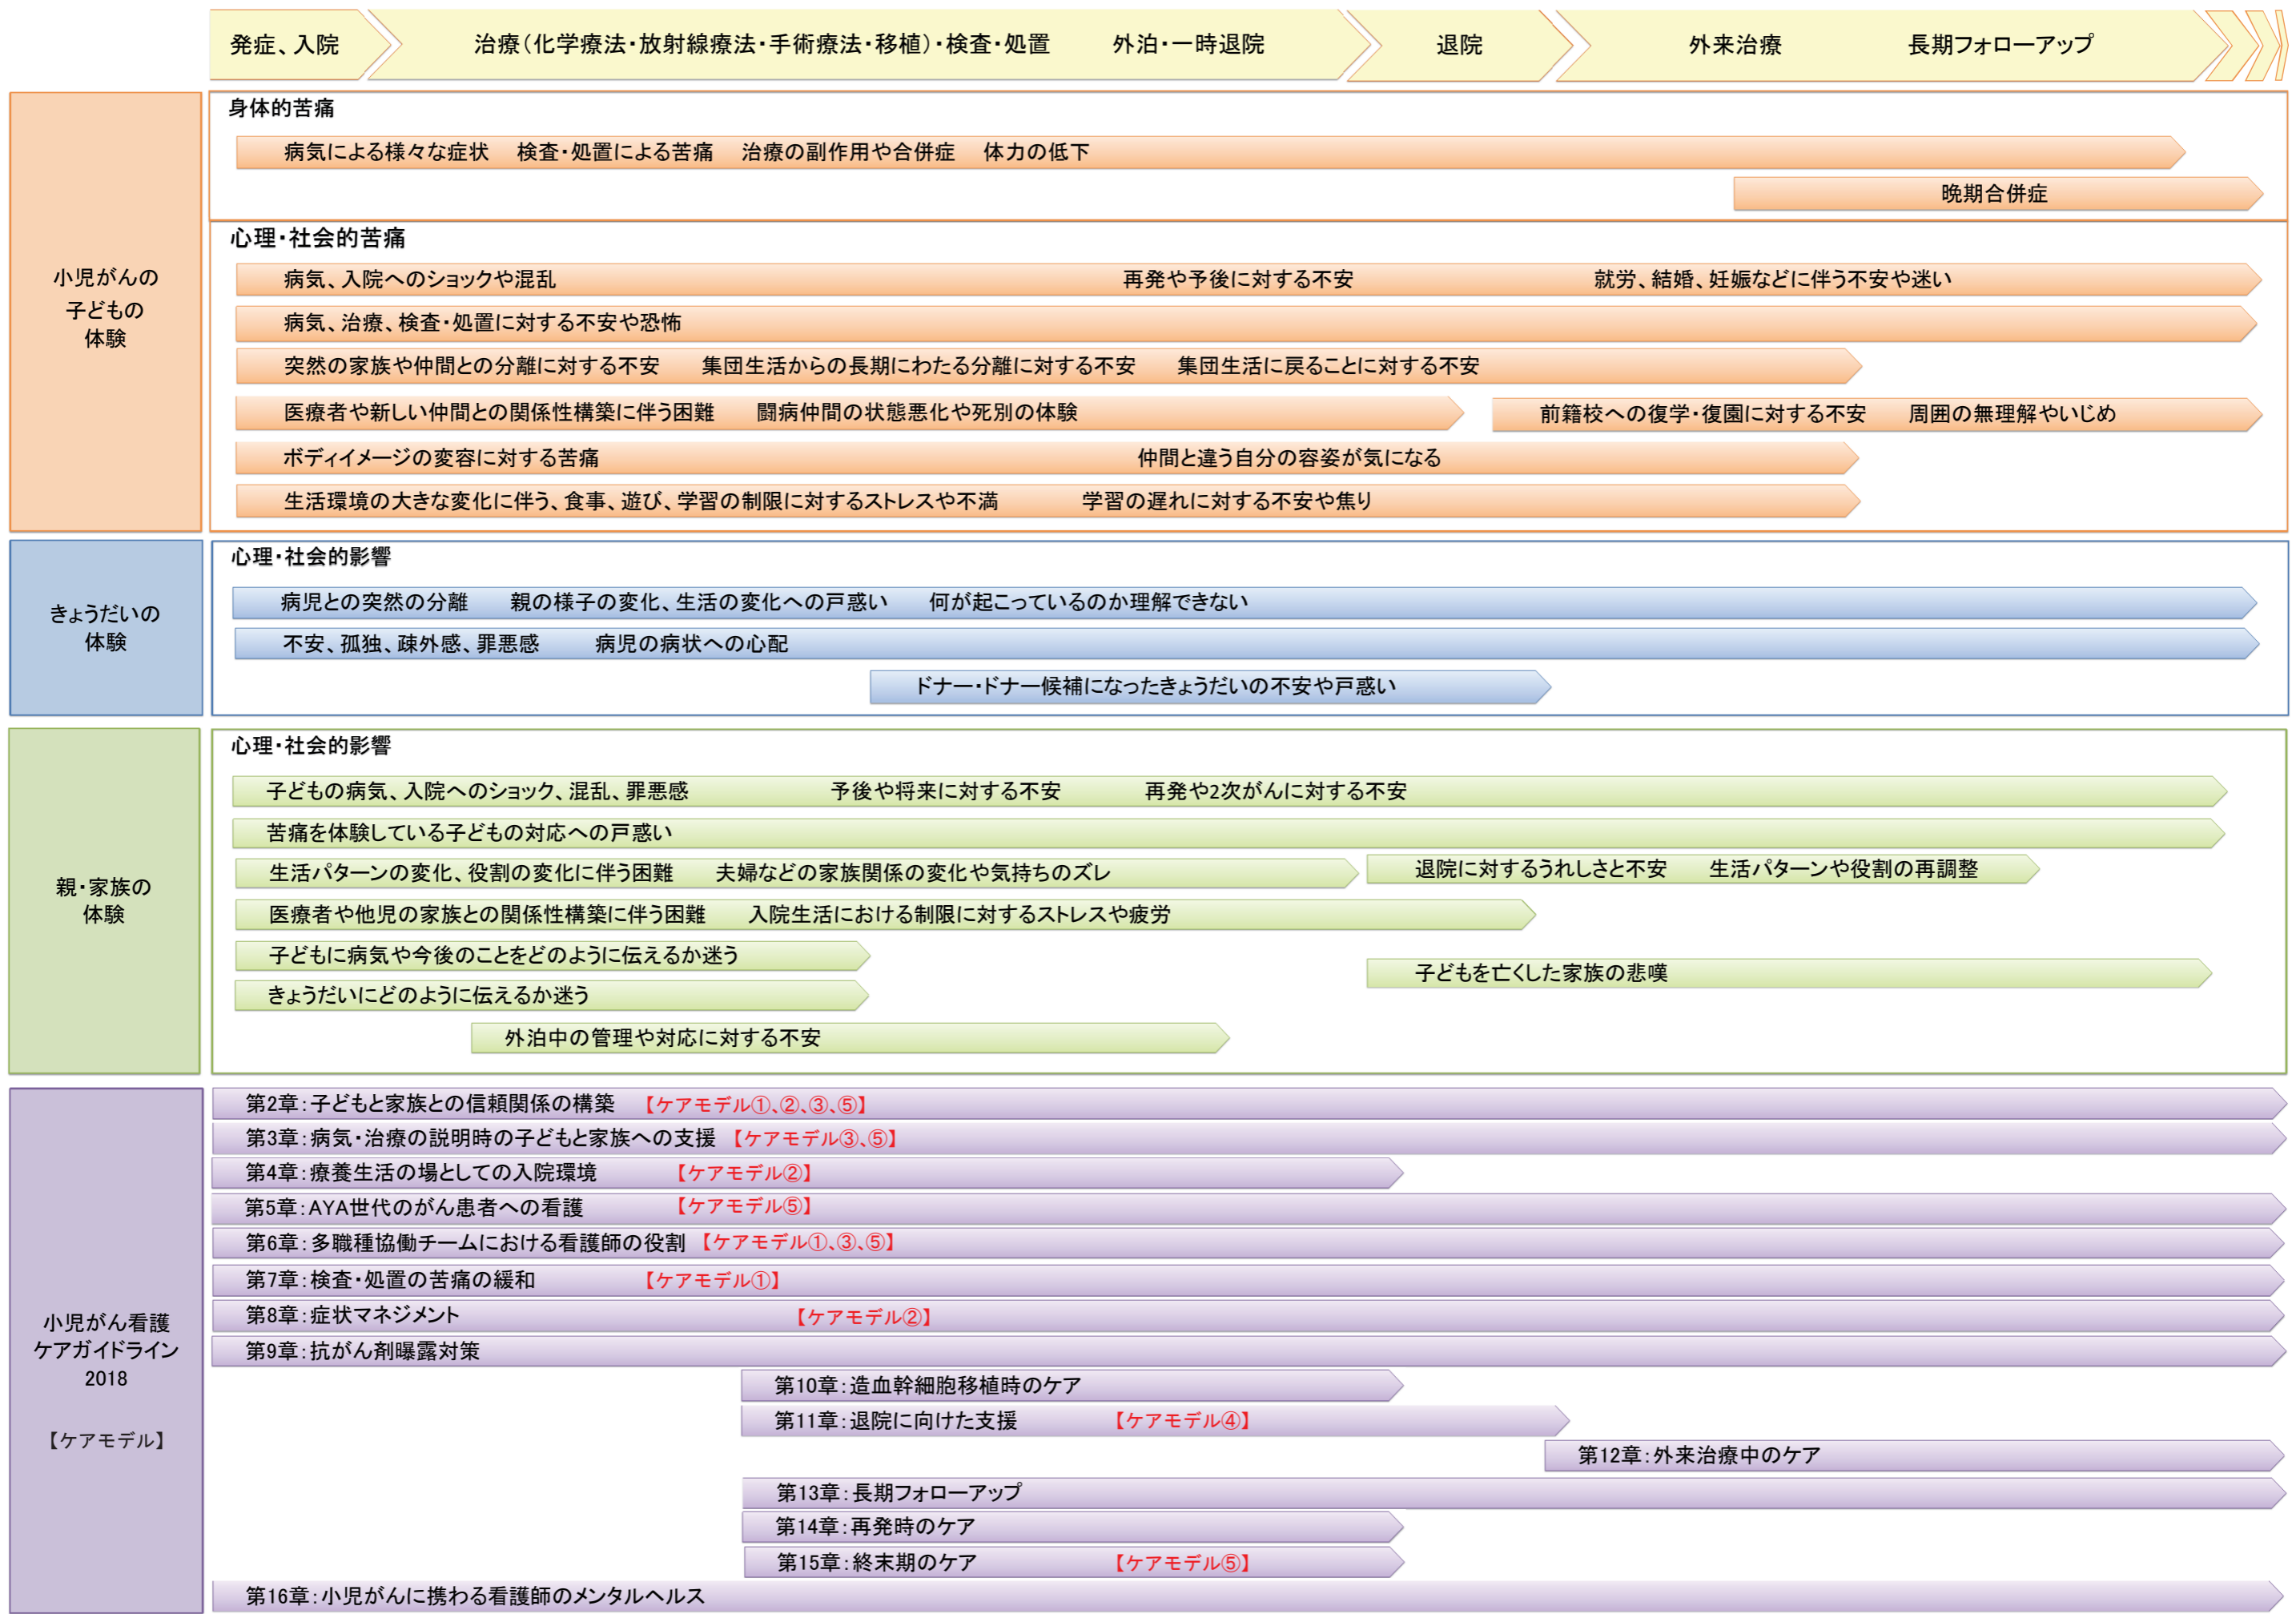 発症、入院
治療(化学療法・放射線療法・手術療法・移植)・検査・処置 外泊・一時退院
退院
外来治療 長期フォローアップ
小児がんの
子どもの
体験
身体的苦痛
病気による様々な症状 検査・処置による苦痛 治療の副作用や合併症 体力の低下
晩期合併症
心理・社会的苦痛
病気、入院へのショックや混乱 再発や予後に対する不安 就労、結婚、妊娠などに伴う不安や迷い
病気、治療、検査・処置に対する不安や恐怖
突然の家族や仲間との分離に対する不安 集団生活からの長期にわたる分離に対する不安 集団生活に戻ることに対する不安
医療者や新しい仲間との関係性構築に伴う困難 闘病仲間の状態悪化や死別の体験
前籍校への復学・復園に対する不安 周囲の無理解やいじめ
ボディイメージの変容に対する苦痛 仲間と違う自分の容姿が気になる
生活環境の大きな変化に伴う、食事、遊び、学習の制限に対するストレスや不満 学習の遅れに対する不安や焦り
きょうだいの
体験
心理・社会的影響
病児との突然の分離 親の様子の変化、生活の変化への戸惑い 何が起こっているのか理解できない
不安、孤独、疎外感、罪悪感 病児の病状への心配
ドナー・ドナー候補になったきょうだいの不安や戸惑い
親・家族の
体験
心理・社会的影響
子どもの病気、入院へのショック、混乱、罪悪感 予後や将来に対する不安 再発や2次がんに対する不安
苦痛を体験している子どもの対応への戸惑い
生活パターンの変化、役割の変化に伴う困難 夫婦などの家族関係の変化や気持ちのズレ
退院に対するうれしさと不安 生活パターンや役割の再調整
医療者や他児の家族との関係性構築に伴う困難 入院生活における制限に対するストレスや疲労
子どもに病気や今後のことをどのように伝えるか迷う
子どもを亡くした家族の悲嘆
きょうだいにどのように伝えるか迷う
外泊中の管理や対応に対する不安
小児がん看護
ケアガイドライン
2018
【ケアモデル】
第2章：子どもと家族との信頼関係の構築 【ケアモデル①、②、③、⑤】
第3章：病気・治療の説明時の子どもと家族への支援 【ケアモデル③、⑤】
第4章：療養生活の場としての入院環境 【ケアモデル②】
第5章：AYA世代のがん患者への看護 【ケアモデル⑤】
第6章：多職種協働チームにおける看護師の役割 【ケアモデル①、③、⑤】
第7章：検査・処置の苦痛の緩和 【ケアモデル①】
第8章：症状マネジメント 【ケアモデル②】
第9章：抗がん剤曝露対策
第10章：造血幹細胞移植時のケア
第11章：退院に向けた支援 【ケアモデル④】
第12章：外来治療中のケア
第13章：長期フォローアップ
第14章：再発時のケア
第15章：終末期のケア 【ケアモデル⑤】
第16章：小児がんに携わる看護師のメンタルヘルス